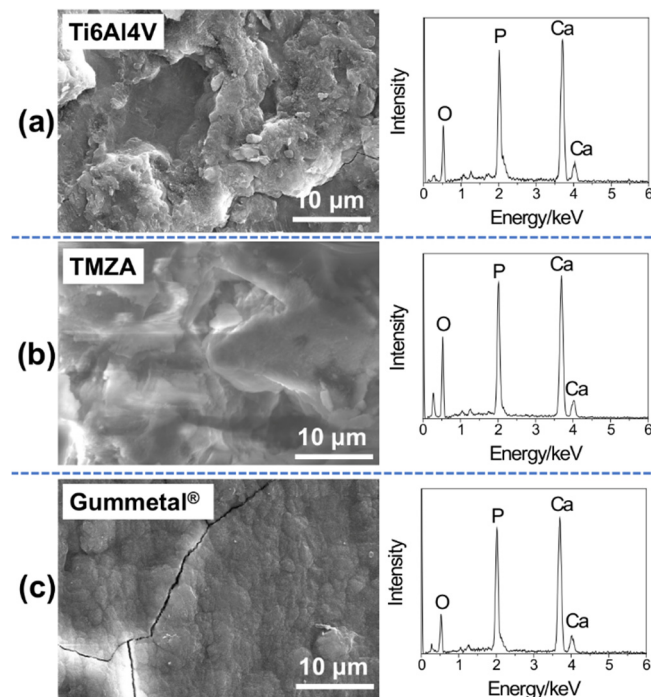 (a)
Ti6Al4V
10 µm
Intensity
O
P
Ca
Ca
0 1 2 3 4 5 6
Energy/keV
(b)
TMZA
10 µm
Intensity
O
P
Ca
Ca
0 1 2 3 4 5 6
Energy/keV
(c)
Gummetal®
10 µm
Intensity
O
P
Ca
Ca
0 1 2 3 4 5 6
Energy/keV